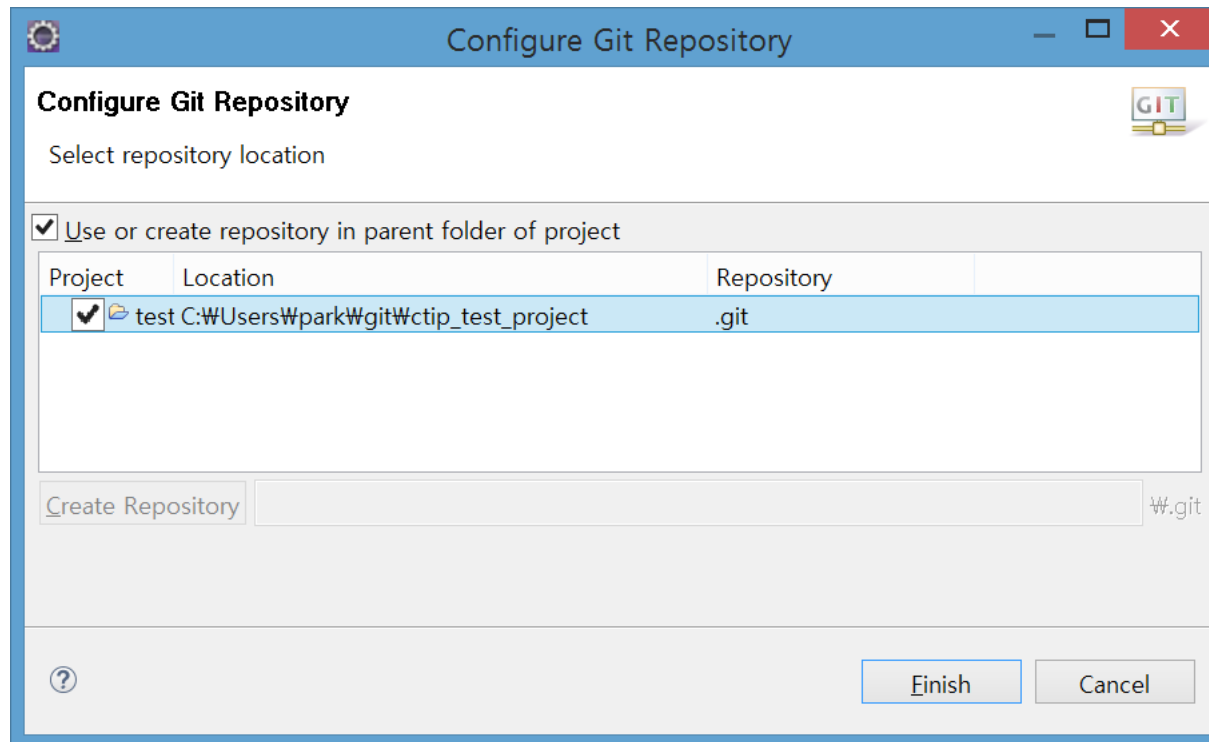 Configure Git Repository
Configure Git Repository
GIT
Select repository location
Use or create repository in parent folder of project
Project Location Repository
test C:₩Users₩park₩git₩ctip_test_project .git
Create Repository ₩.git
? Finish Cancel